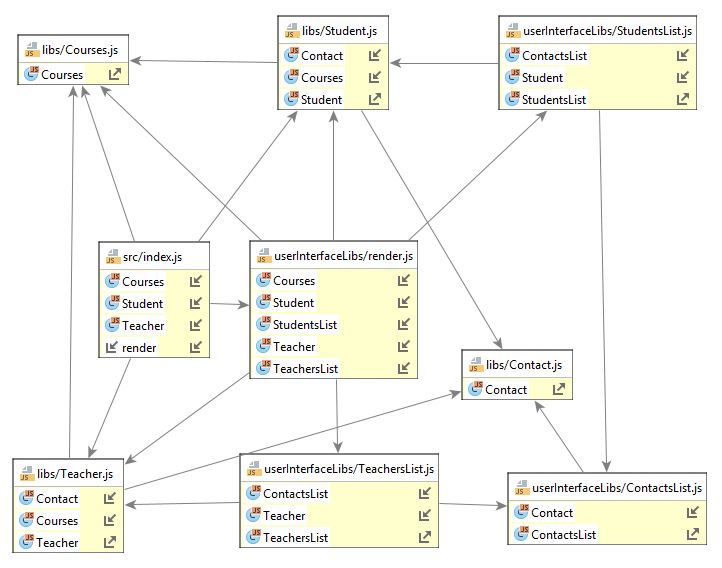 libs/Courses.js
Courses
libs/Student.js
Contact
Courses
Student
userInterfaceLibs/StudentsList.js
ContactsList
Student
StudentsList
src/index.js
Courses
Student
Teacher
render
userInterfaceLibs/render.js
Courses
Student
StudentsList
Teacher
TeachersList
libs/Contact.js
Contact
libs/Teacher.js
Contact
Courses
Teacher
userInterfaceLibs/TeachersList.js
ContactsList
Teacher
TeachersList
userInterfaceLibs/ContactsList.js
Contact
ContactsList